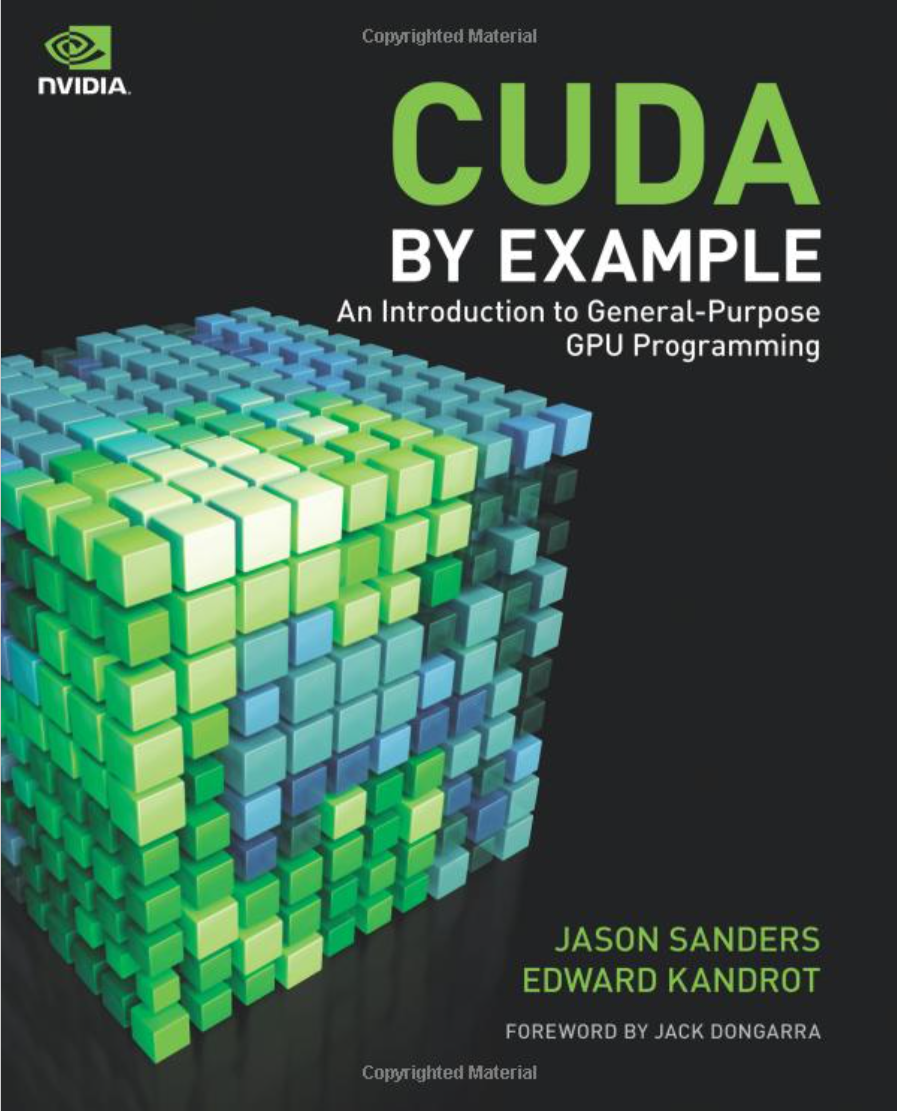 Copyrighted Material
NVIDIA.
CUDA
BY EXAMPLE
An Introduction to General-Purpose
GPU Programming
JASON SANDERS
EDWARD KANDROT
FOREWORD BY JACK DONGARRA
Copyrighted Material